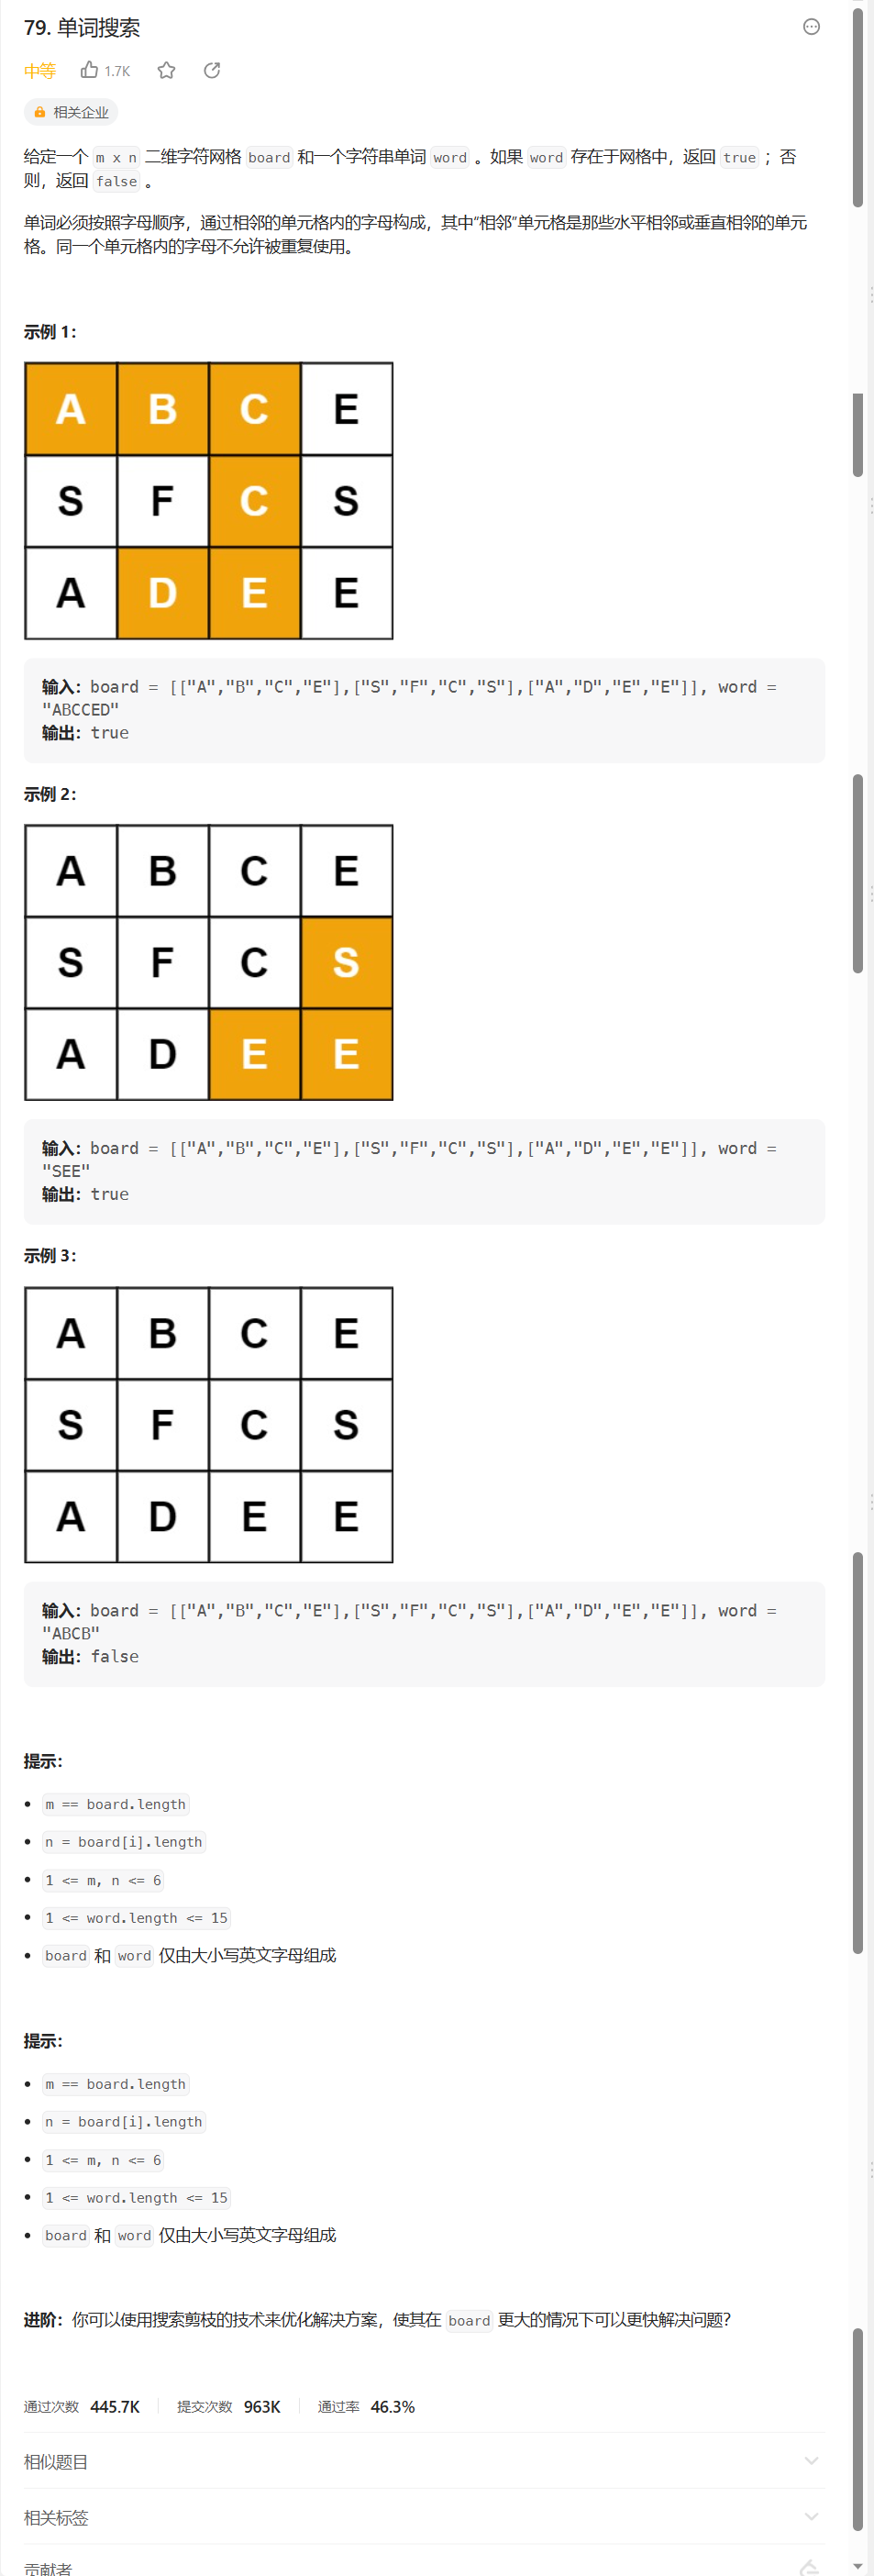 79. 单词搜索
中等 1.7K
相关企业
给定一个 m x n 二维字符网格 board 和一个字符串单词 word 。如果 word 存在于网格中，返回 true ；否
则，返回 false 。
单词必须按照字母顺序，通过相邻的单元格内的字母构成，其中“相邻”单元格是那些水平相邻或垂直相邻的单元
格。同一个单元格内的字母不允许被重复使用。
示例 1：
A B C E
S F C S
A D E E
输入：board = [["A","B","C","E"],["S","F","C","S"],["A","D","E","E"]], word =
"ABCCED"
输出：true
示例 2：
A B C E
S F C S
A D E E
输入：board = [["A","B","C","E"],["S","F","C","S"],["A","D","E","E"]], word =
"SEE"
输出：true
示例 3：
A B C E
S F C S
A D E E
输入：board = [["A","B","C","E"],["S","F","C","S"],["A","D","E","E"]], word =
"ABCB"
输出：false
提示：
m == board.length
n = board[i].length
1 <= m, n <= 6
1 <= word.length <= 15
board 和 word 仅由大小写英文字母组成
提示：
m == board.length
n = board[i].length
1 <= m, n <= 6
1 <= word.length <= 15
board 和 word 仅由大小写英文字母组成
进阶：你可以使用搜索剪枝的技术来优化解决方案，使其在 board 更大的情况下可以更快解决问题？
通过次数 445.7K 提交次数 963K 通过率 46.3%
相似题目
相关标签
贡献者